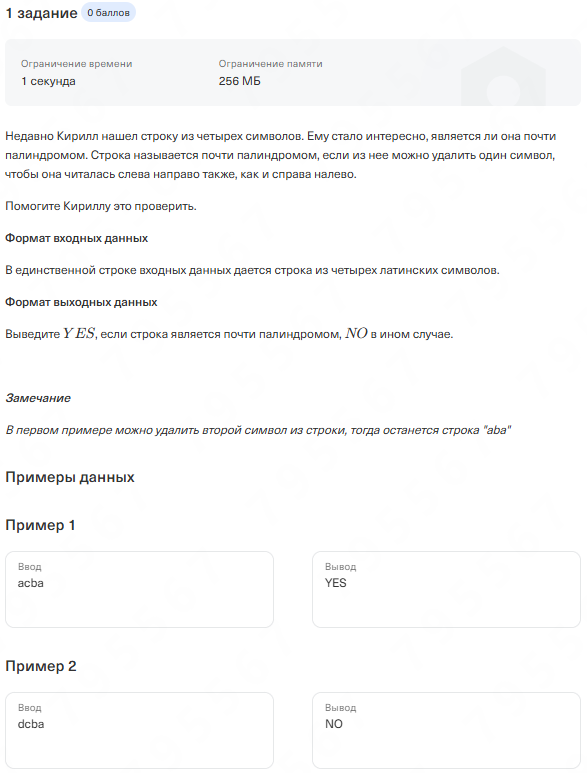 1 задание 0 баллов
Ограничение времени Ограничение памяти
1 секунда 256 МБ
Недавно Кирилл нашел строку из четырех символов. Ему стало интересно, является ли она почти
палиндромом. Строка называется почти палиндромом, если из нее можно удалить один символ,
чтобы она читалась слева направо также, как и справа налево.
Помогите Кириллу это проверить.
Формат входных данных
В единственной строке входных данных дается строка из четырех латинских символов.
Формат выходных данных
Выведите YES, если строка является почти палиндромом, NO в ином случае.
Замечание
В первом примере можно удалить второй символ из строки, тогда останется строка "aba"
Примеры данных
Пример 1
Ввод Вывод
acba YES
Пример 2
Ввод Вывод
dcba NO